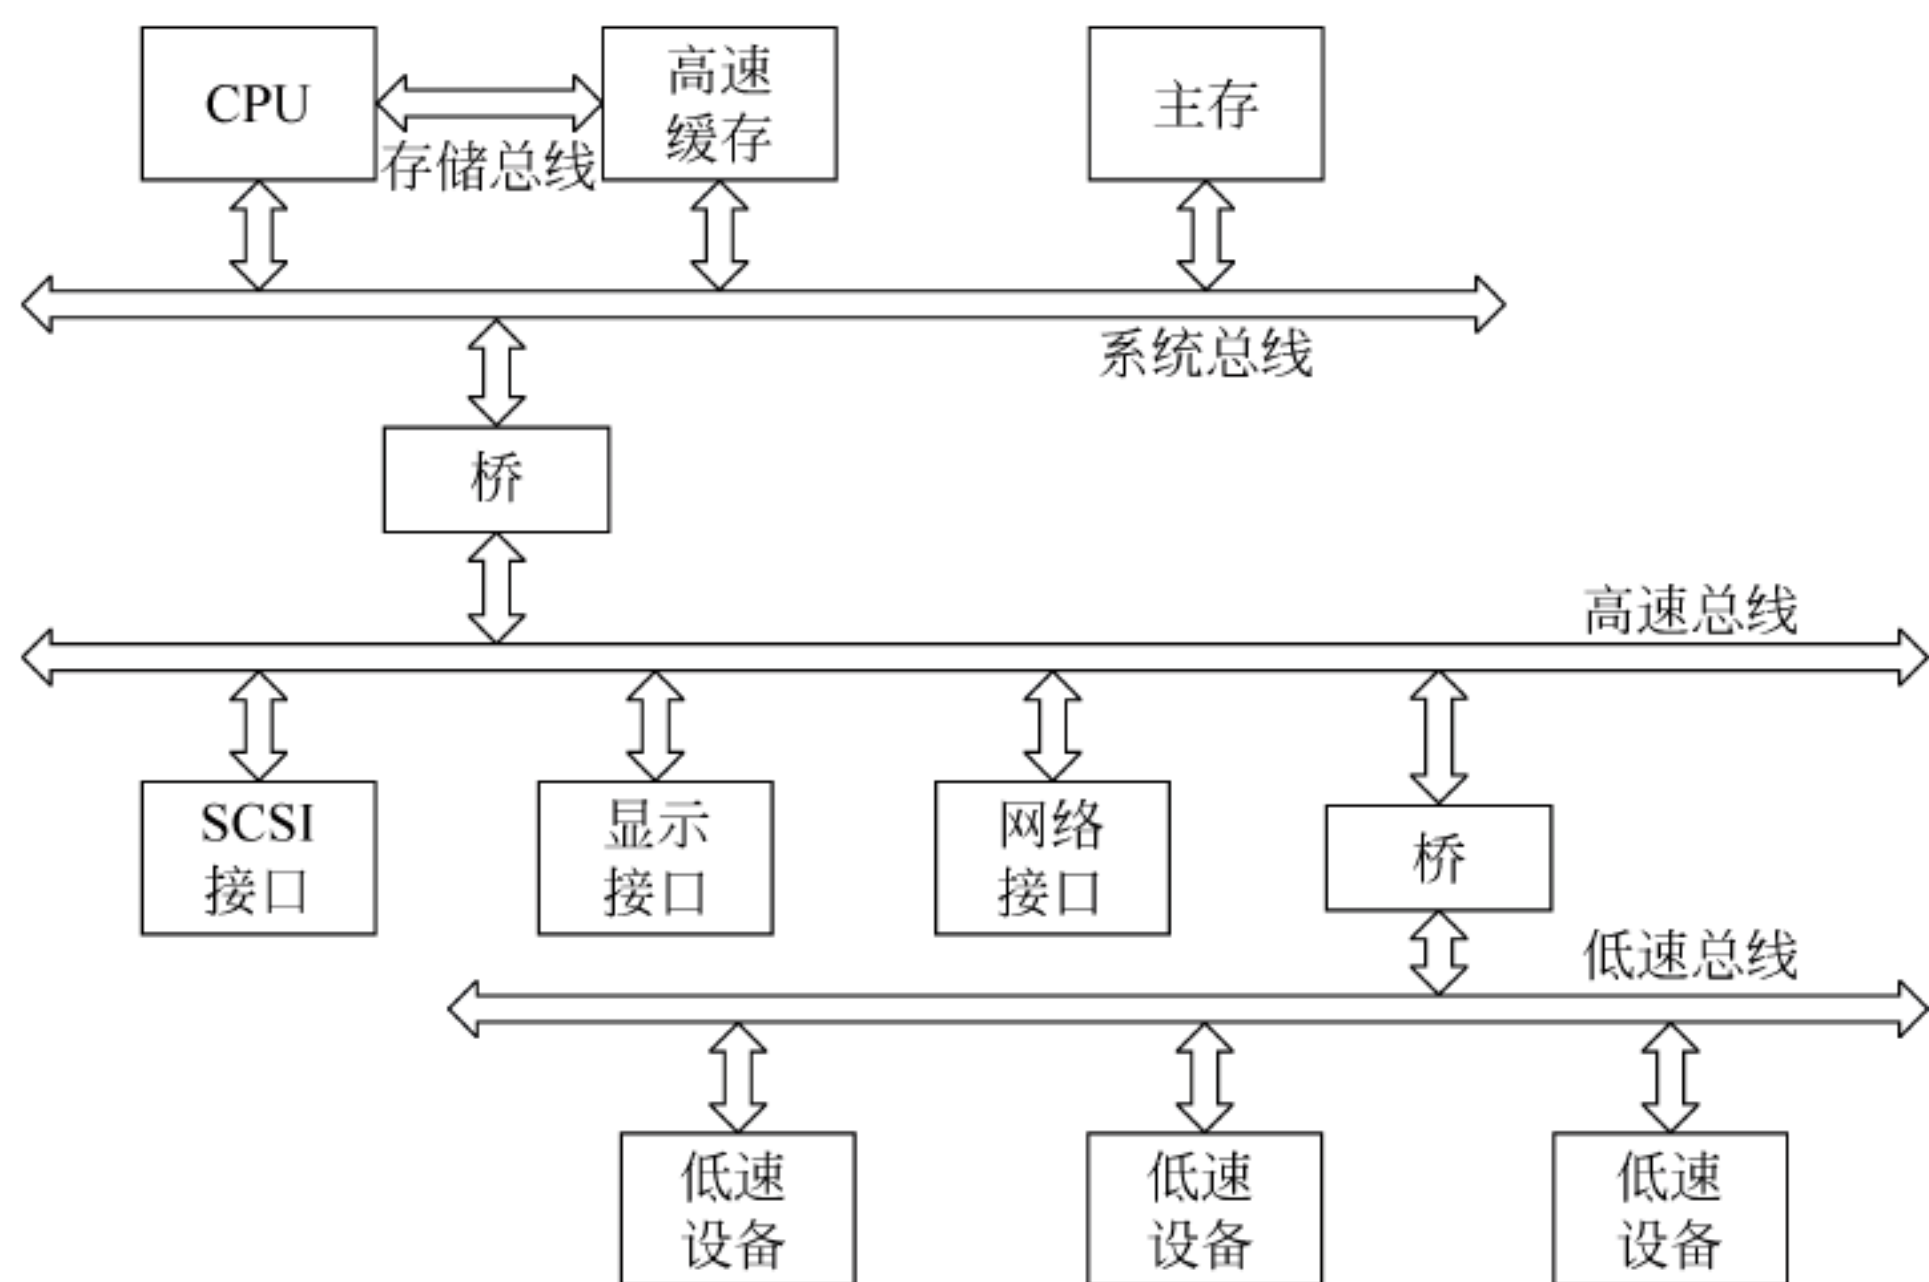 CPU
存储总线
高速
缓存
主存
系统总线
桥
高速总线
SCSI
接口
显示
接口
网络
接口
桥
低速总线
低速
设备
低速
设备
低速
设备